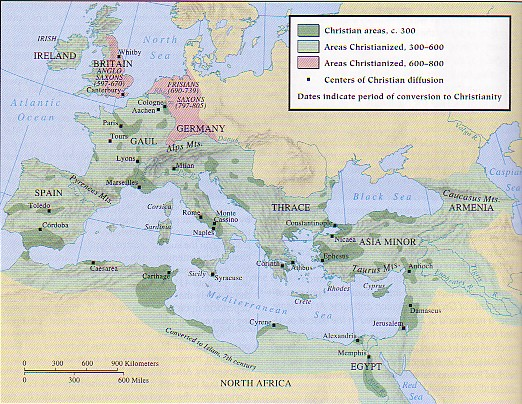 Christian areas, c. 300
Areas Christianized, 300–600
Areas Christianized, 600–800
Centers of Christian diffusion
Dates indicate period of conversion to Christianity
IRISH
IRELAND
North
Sea
Whitby
BRITAIN
ANGLO
SAXONS
(597-670)
Canterbury
FRISIANS
(690-739)
SAXONS
(797-805)
Cologne
Aachen
GERMANY
Atlantic
Ocean
Paris
Tours
GAUL
Alps Mts.
Danube
Volga R.
Lyons
Milan
Marseilles
Pyrenees Mts.
SPAIN
Toledo
Córdoba
Corsica
Sardinia
Rome
Monte
Cassino
Naples
THRACE
Black Sea
Caucasus Mts.
ARMENIA
Caspian
Sea
Constantinople
Nicaea
ASIA MINOR
Ephesus
Taurus Mts.
Antioch
Corinth
Athens
Sicily
Syracuse
Caesarea
Carthage
Rhodes
Cyprus
Crete
Mediterranean
Sea
Damascus
Jerusalem
Cyrene
Alexandria
Memphis
EGYPT
Converted to Islam, 7th century
NORTH AFRICA
Red
Sea
0 300 600 900 Kilometers
0 300 600 Miles